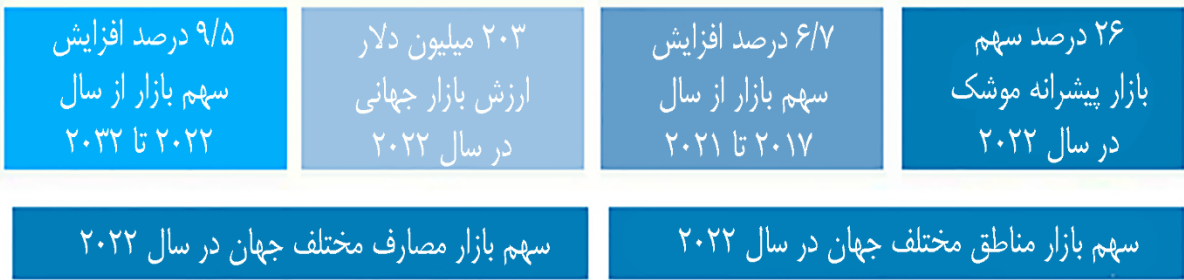 ۲۶ درصد سهم
بازار پیشرانه موشک
در سال ۲۰۲۲
۶/۷ درصد افزایش
سهم بازار از سال
۲۰۱۷ تا ۲۰۲۱
۲۰۳ میلیون دلار
ارزش بازار جهانی
در سال ۲۰۲۲
۹/۵ درصد افزایش
سهم بازار از سال
۲۰۲۲ تا ۲۰۳۲
سهم بازار مناطق مختلف جهان در سال ۲۰۲۲
سهم بازار مصارف مختلف جهان در سال ۲۰۲۲